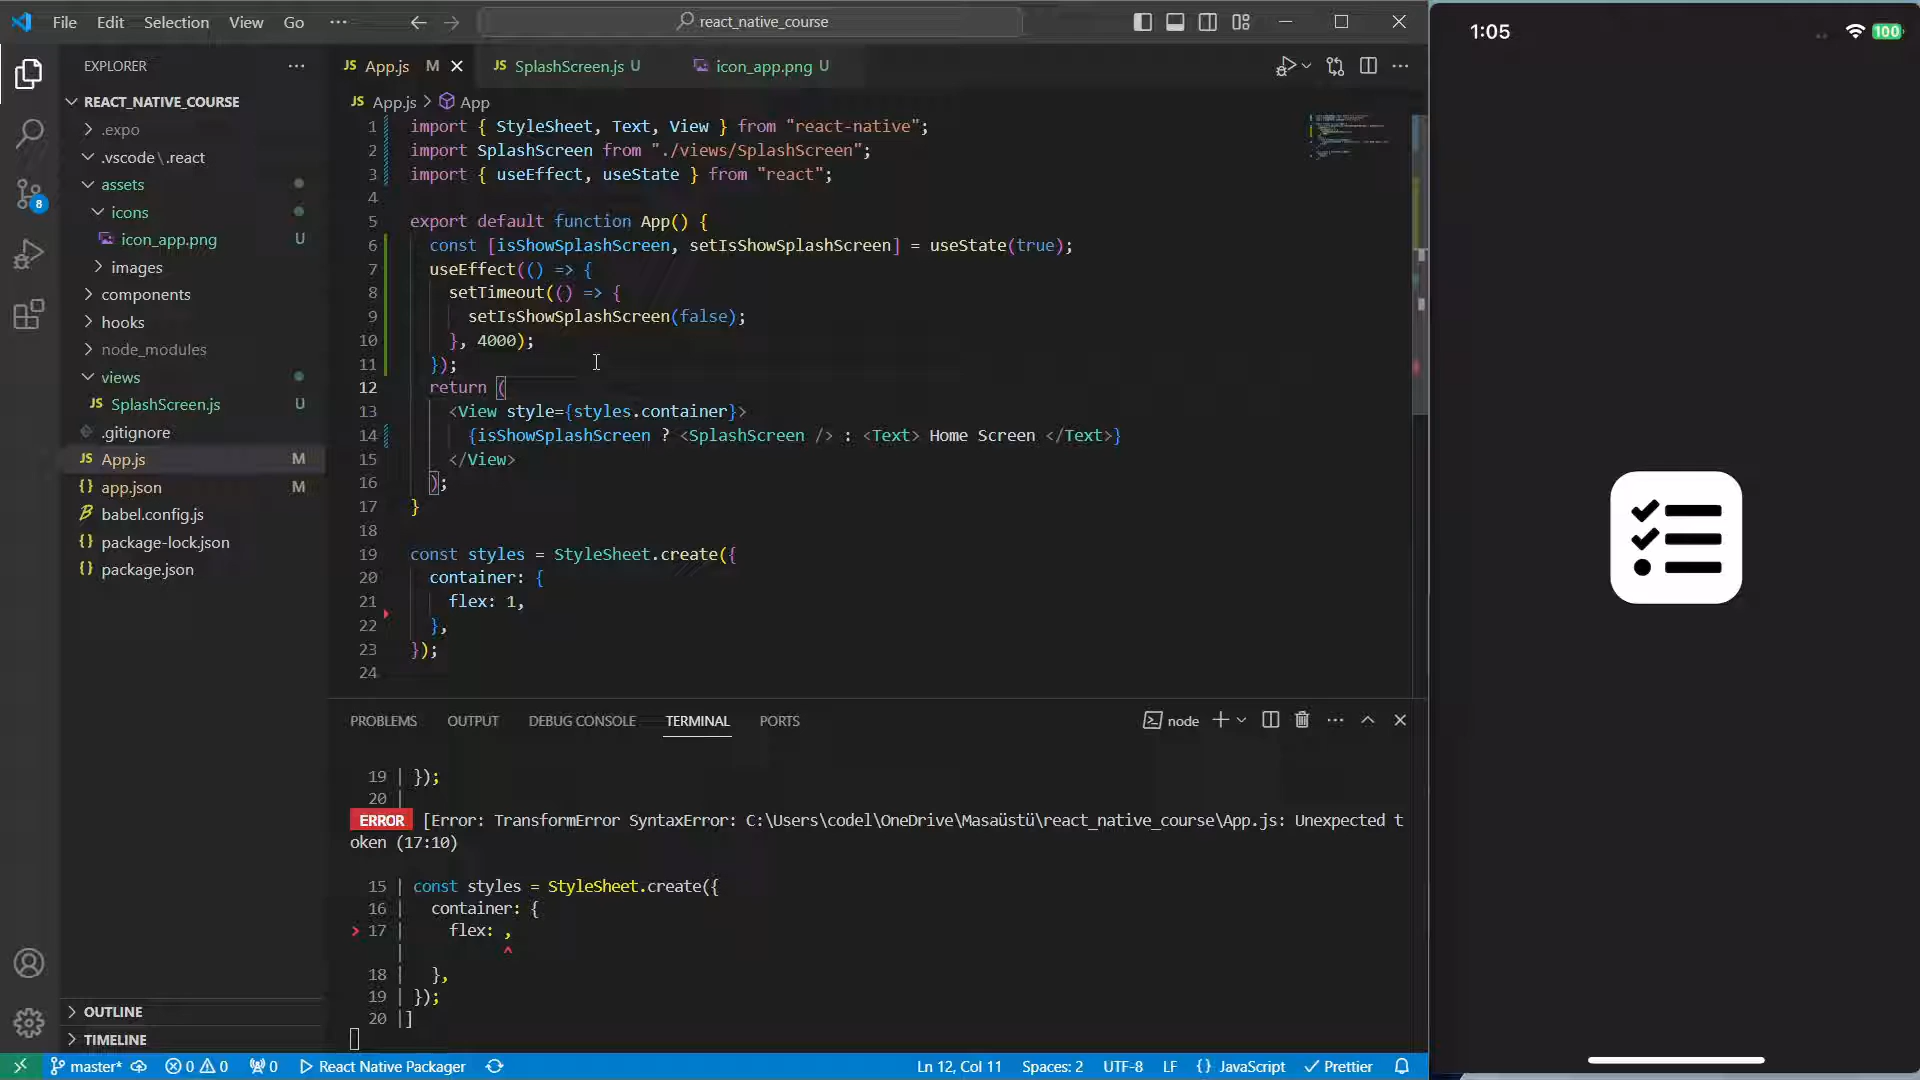 File Edit Selection View Go ··· react_native_course
EXPLORER ···
REACT_NATIVE_COURSE
.expo
.vscode \ .react
assets
icons
icon_app.png U
images
components
hooks
node_modules
views
JS SplashScreen.js U
.gitignore
JS App.js M
{} app.json M
babel.config.js
{} package-lock.json
{} package.json
OUTLINE
TIMELINE
8
JS App.js M JS SplashScreen.js U icon_app.png U
JS App.js > App
1 import { StyleSheet, Text, View } from "react-native";
2 import SplashScreen from "./views/SplashScreen";
3 import { useEffect, useState } from "react";
4
5 export default function App() {
6 const [isShowSplashScreen, setIsShowSplashScreen] = useState(true);
7 useEffect(() => {
8 setTimeout(() => {
9 setIsShowSplashScreen(false);
10 }, 4000);
11 });
12 return (
13 <View style={styles.container}>
14 {isShowSplashScreen ? <SplashScreen /> : <Text> Home Screen </Text>}
15 </View>
16 );
17 }
18
19 const styles = StyleSheet.create({
20 container: {
21 flex: 1,
22 },
23 });
24
PROBLEMS OUTPUT DEBUG CONSOLE TERMINAL PORTS node
19 | });
20 |
ERROR [Error: TransformError SyntaxError: C:\Users\codel\OneDrive\Masaüstü\react_native_course\App.js: Unexpected t
oken (17:10)
15 | const styles = StyleSheet.create({
16 | container: {
> 17 | flex: ,
| ^
18 | },
19 | });
20 |]
master* 0 0 0 React Native Packager Ln 12, Col 11 Spaces: 2 UTF-8 LF {} JavaScript Prettier
1:05 100